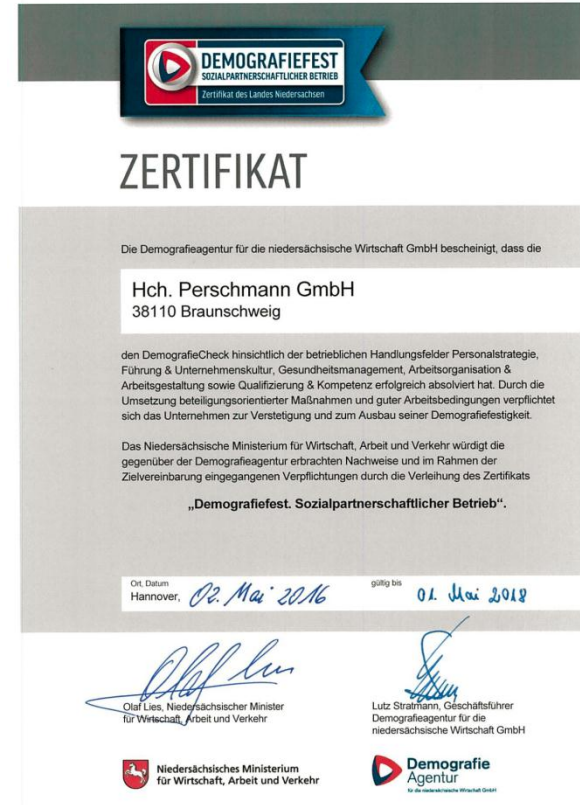 DEMOGRAFIEFEST
SOZIALPARTNERSCHAFTLICHER BETRIEB
Zertifikat des Landes Niedersachsen
ZERTIFIKAT
Die Demografieagentur für die niedersächsische Wirtschaft GmbH bescheinigt, dass die
Hch. Perschmann GmbH
38110 Braunschweig
den DemografieCheck hinsichtlich der betrieblichen Handlungsfelder Personalstrategie,
Führung & Unternehmenskultur, Gesundheitsmanagement, Arbeitsorganisation &
Arbeitsgestaltung sowie Qualifizierung & Kompetenz erfolgreich absolviert hat. Durch die
Umsetzung beteiligungsorientierter Maßnahmen und guter Arbeitsbedingungen verpflichtet
sich das Unternehmen zur Verstetigung und zum Ausbau seiner Demografiefestigkeit.
Das Niedersächsische Ministerium für Wirtschaft, Arbeit und Verkehr würdigt die
gegenüber der Demografieagentur erbrachten Nachweise und im Rahmen der
Zielvereinbarung eingegangenen Verpflichtungen durch die Verleihung des Zertifikats
„Demografiefest. Sozialpartnerschaftlicher Betrieb“.
Ort, Datum
Hannover, 02. Mai 2016
gültig bis
01. Mai 2018
Olaf Lies
Olaf Lies, Niedersächsischer Minister
für Wirtschaft, Arbeit und Verkehr
Lutz Stratmann, Geschäftsführer
Demografieagentur für die
niedersächsische Wirtschaft GmbH
Niedersächsisches Ministerium
für Wirtschaft, Arbeit und Verkehr
Demografie
Agentur
für die niedersächsische Wirtschaft GmbH